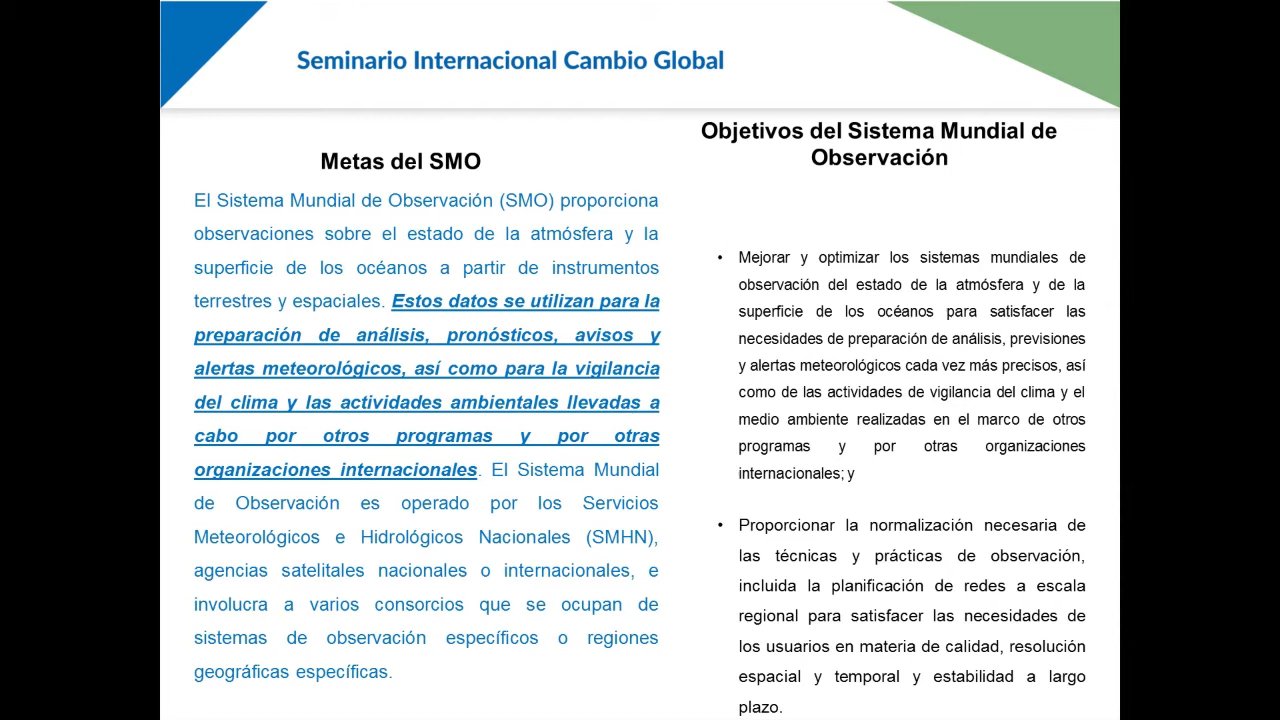 Seminario Internacional Cambio Global
Metas del SMO
El Sistema Mundial de Observación (SMO) proporciona
observaciones sobre el estado de la atmósfera y la
superficie de los océanos a partir de instrumentos
terrestres y espaciales. Estos datos se utilizan para la
preparación de análisis, pronósticos, avisos y
alertas meteorológicos, así como para la vigilancia
del clima y las actividades ambientales llevadas a
cabo por otros programas y por otras
organizaciones internacionales. El Sistema Mundial
de Observación es operado por los Servicios
Meteorológicos e Hidrológicos Nacionales (SMHN),
agencias satelitales nacionales o internacionales, e
involucra a varios consorcios que se ocupan de
sistemas de observación específicos o regiones
geográficas específicas.
Objetivos del Sistema Mundial de
Observación
• Mejorar y optimizar los sistemas mundiales de
observación del estado de la atmósfera y de la
superficie de los océanos para satisfacer las
necesidades de preparación de análisis, previsiones
y alertas meteorológicos cada vez más precisos, así
como de las actividades de vigilancia del clima y el
medio ambiente realizadas en el marco de otros
programas y por otras organizaciones
internacionales; y
• Proporcionar la normalización necesaria de
las técnicas y prácticas de observación,
incluida la planificación de redes a escala
regional para satisfacer las necesidades de
los usuarios en materia de calidad, resolución
espacial y temporal y estabilidad a largo
plazo.